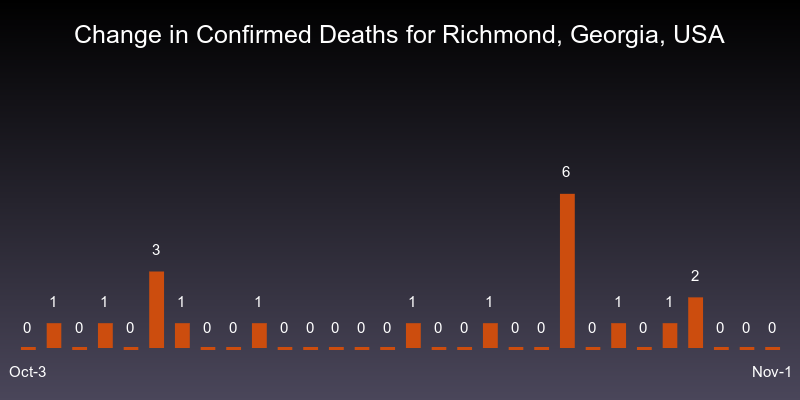 Change in Confirmed Deaths for Richmond, Georgia, USA
6
3
2
1 1 1 1 1 1 1 1
0 0 0 0 0 0 0 0 0 0 0 0 0 0 0 0 0 0 0
Oct-3 Nov-1